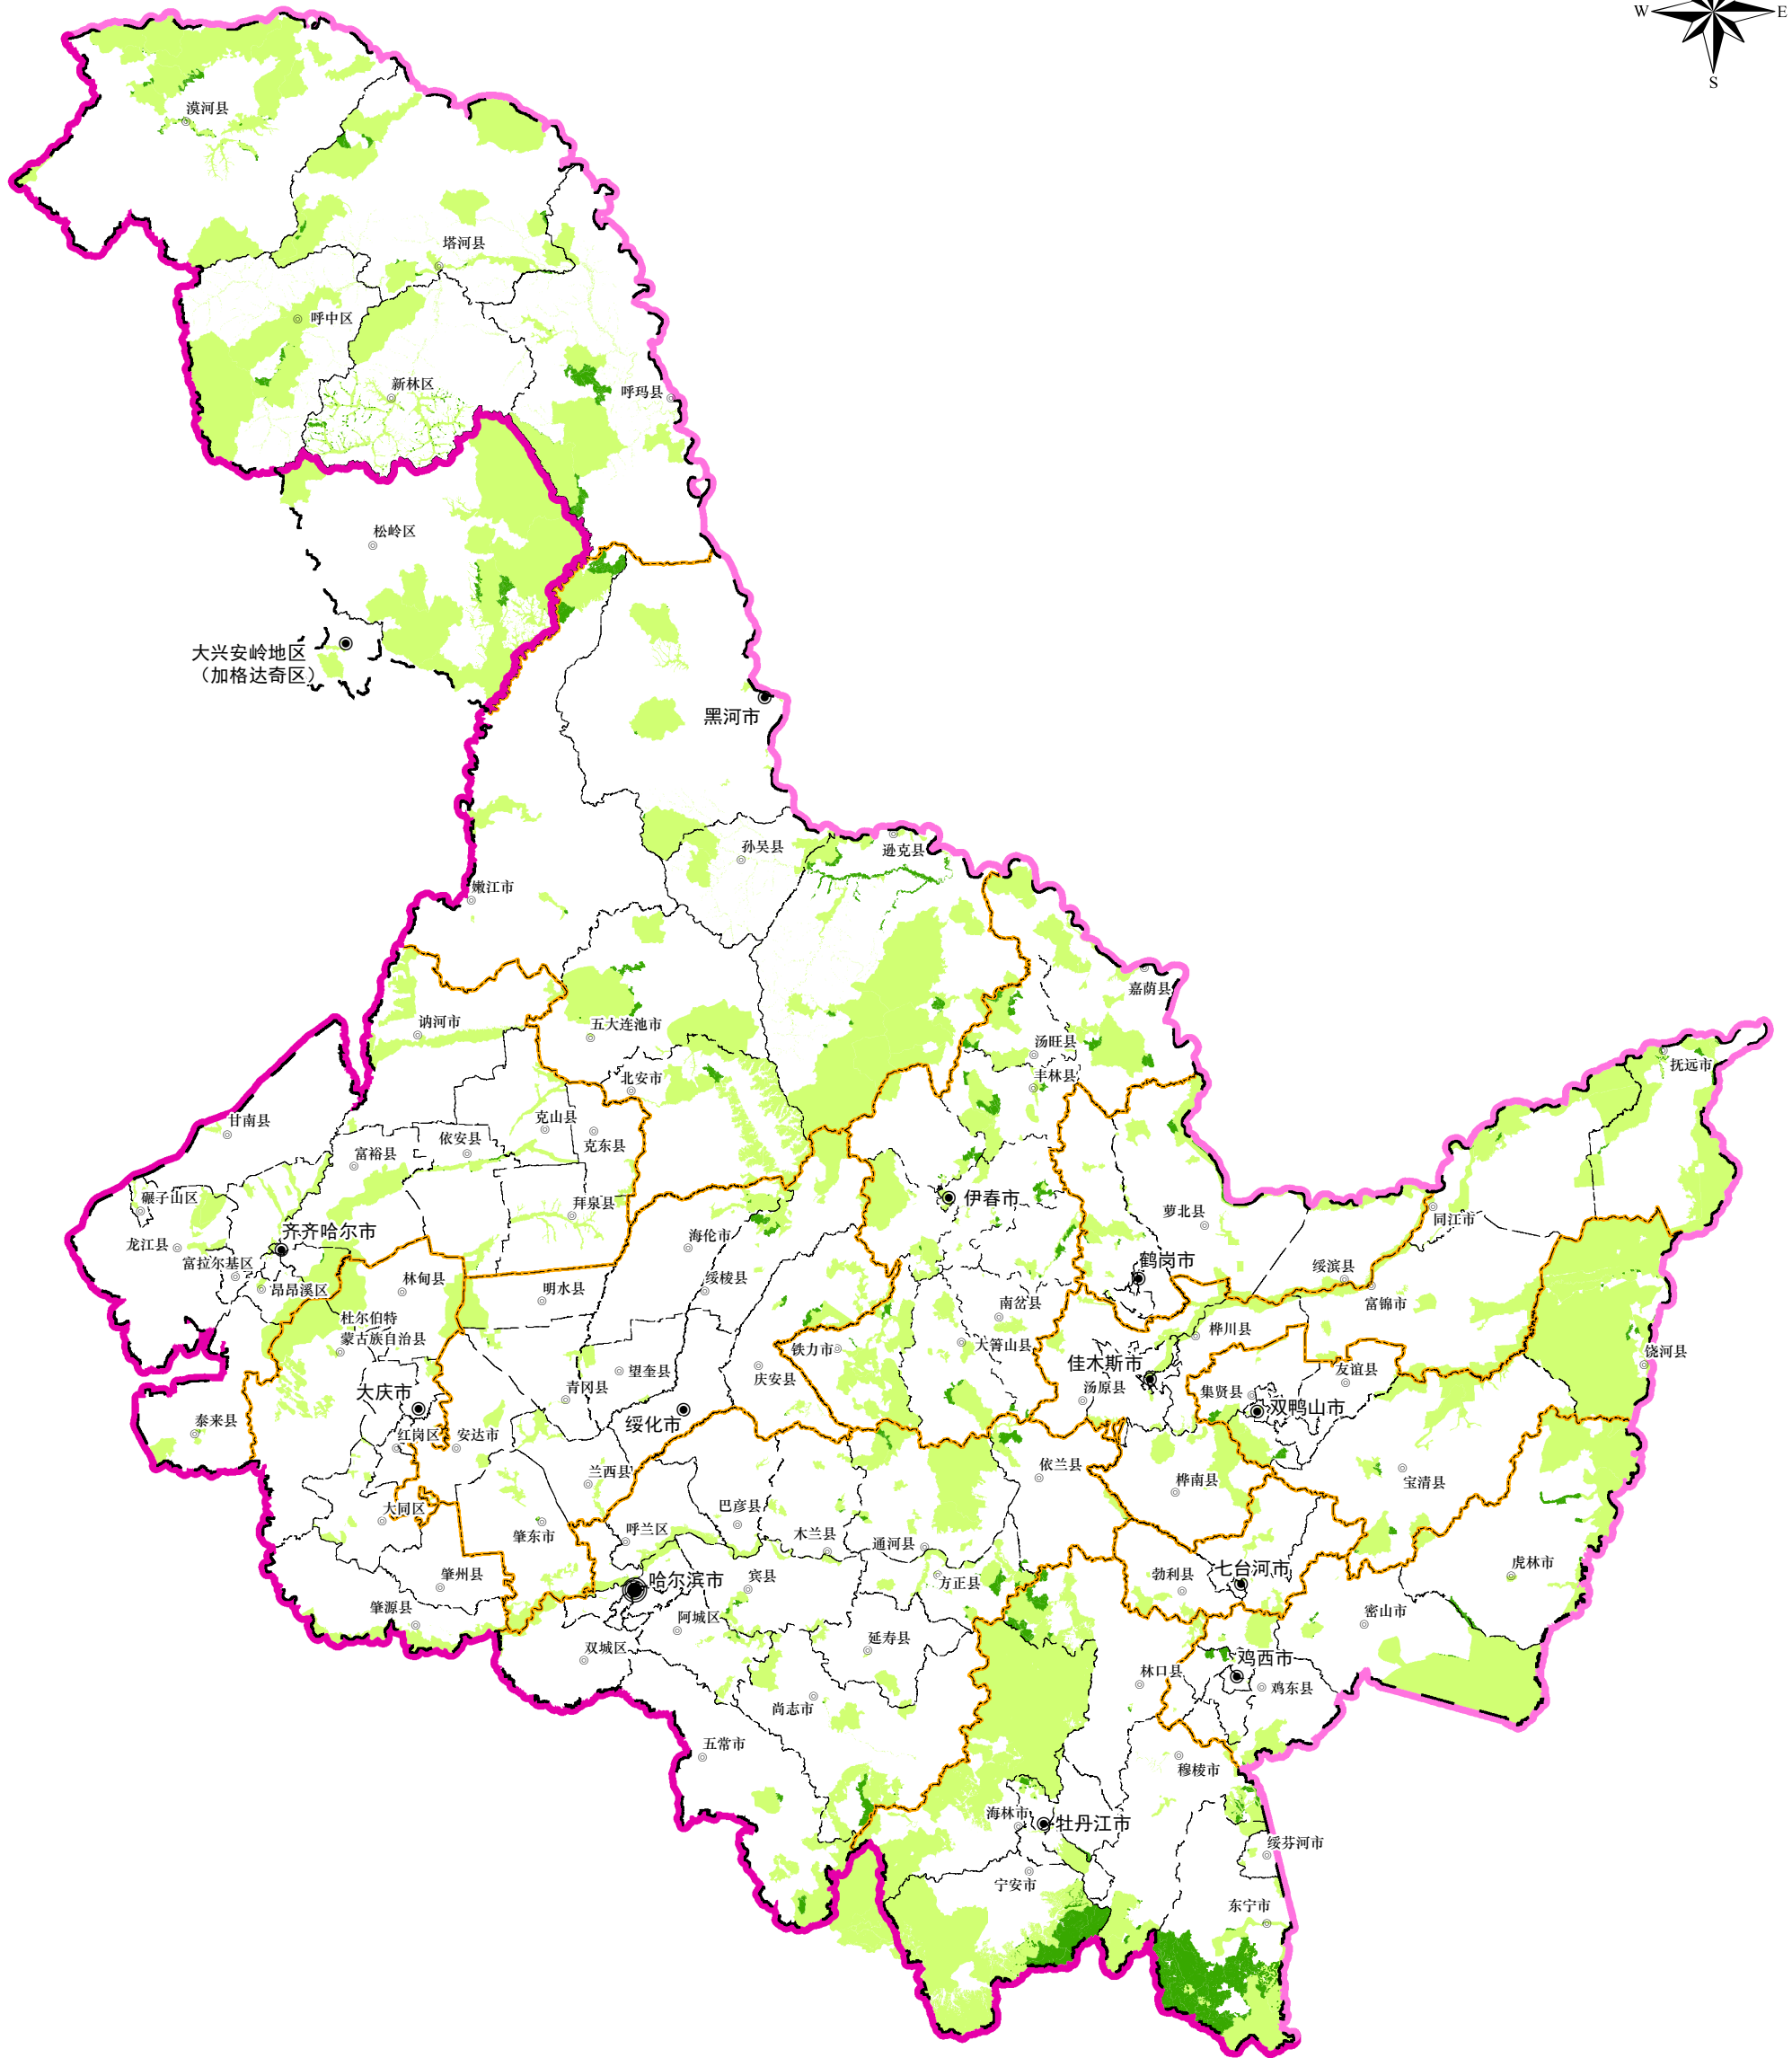 W
E
S
漠河县
塔河县
呼中区
新林区
呼玛县
松岭区
大兴安岭地区
（加格达奇区）
黑河市
孙吴县
逊克县
嫩江市
嘉荫县
讷河市
五大连池市
汤旺县
抚远市
北安市
丰林县
甘南县
克山县
依安县
克东县
富裕县
碾子山区
拜泉县
伊春市
萝北县
同江市
齐齐哈尔市
海伦市
龙江县
富拉尔基区
鹤岗市
绥滨县
林甸县
绥棱县
昂昂溪区
明水县
南岔县
富锦市
杜尔伯特
蒙古族自治县
桦川县
铁力市
大箐山县
饶河县
佳木斯市
望奎县
庆安县
友谊县
青冈县
汤原县
集贤县
大庆市
双鸭山市
泰来县
绥化市
红岗区
安达市
兰西县
依兰县
桦南县
宝清县
大同区
巴彦县
呼兰区
肇东市
木兰县
通河县
虎林市
肇州县
哈尔滨市
宾县
方正县
勃利县
七台河市
肇源县
阿城区
密山市
双城区
延寿县
鸡西市
林口县
鸡东县
尚志市
五常市
穆棱市
海林市
牡丹江市
绥芬河市
宁安市
东宁市